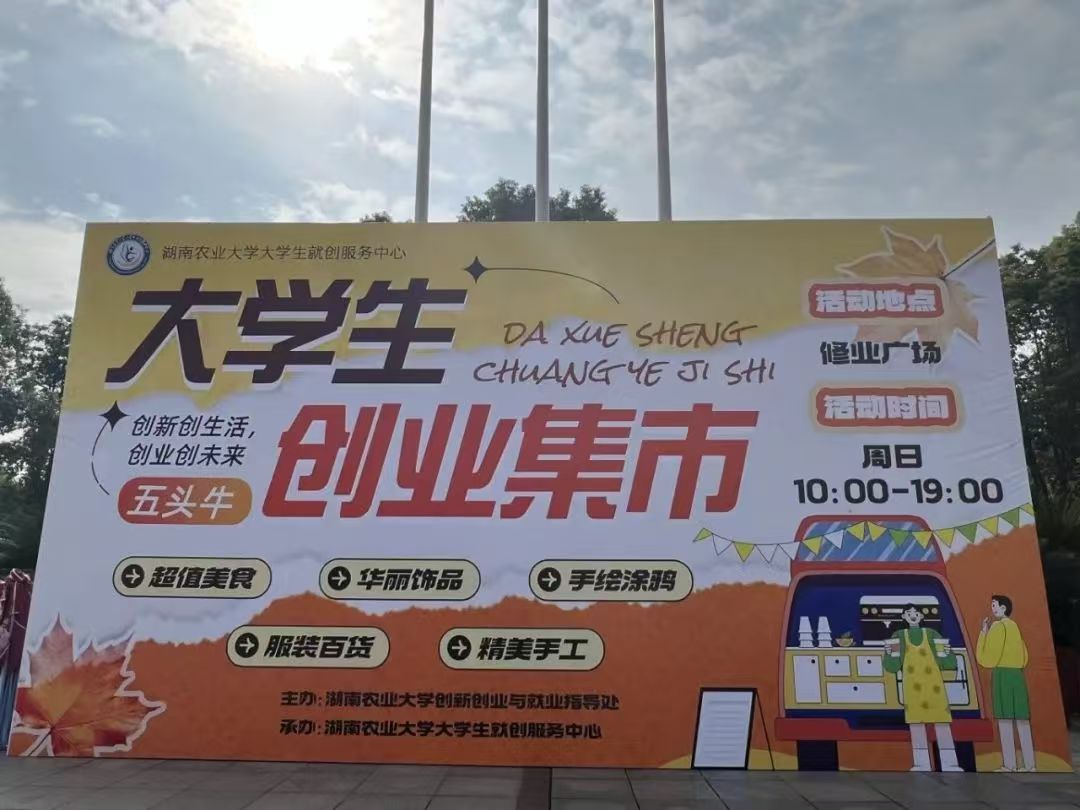 湖南农业大学大学生就创服务中心
大学生
DA XUE SHENG
CHUANG YE JI SHI
创新创生活,
创业创未来
五头牛
创业集市
活动地点
修业广场
活动时间
周日
10:00-19:00
超值美食
华丽饰品
手绘涂鸦
服装百货
精美手工
主办:湖南农业大学创新创业与就业指导处
承办:湖南农业大学大学生就创服务中心